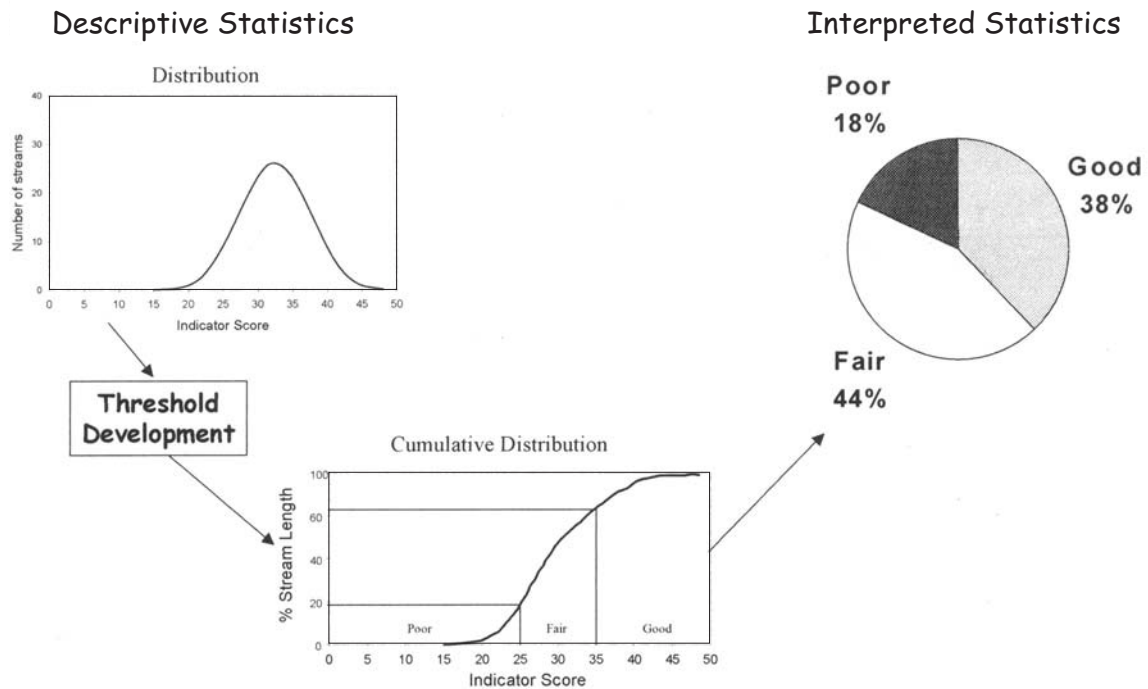 Descriptive Statistics
Interpreted Statistics
Distribution
Number of streams
40
30
20
10
0
0 5 10 15 20 25 30 35 40 45 50
Indicator Score
Threshold
Development
Cumulative Distribution
% Stream Length
100
60
40
20
0
Poor Fair Good
0 5 10 15 20 25 30 35 40 45 50
Indicator Score
Poor
18%
Good
38%
Fair
44%